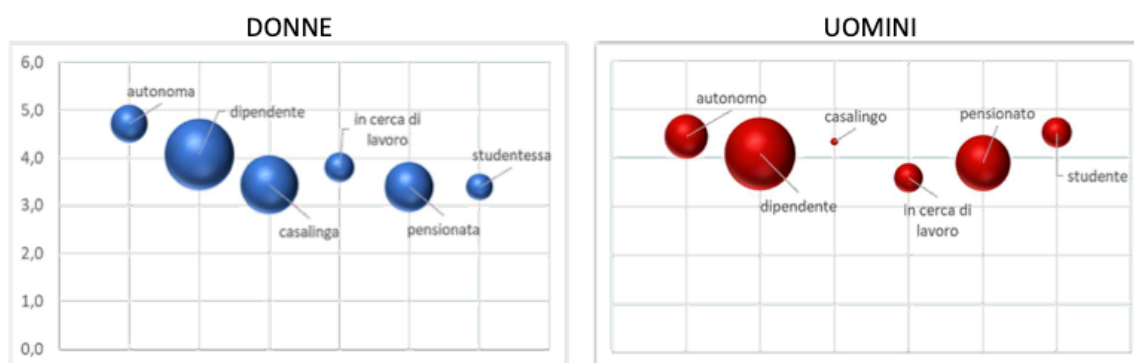 DONNE
UOMINI
6,0
5,0
4,0
3,0
2,0
1,0
0,0
autonoma
dipendente
in cerca di
lavoro
studentessa
casalinga
pensionata
autonomo
casalingo
pensionato
dipendente
in cerca di
lavoro
studente